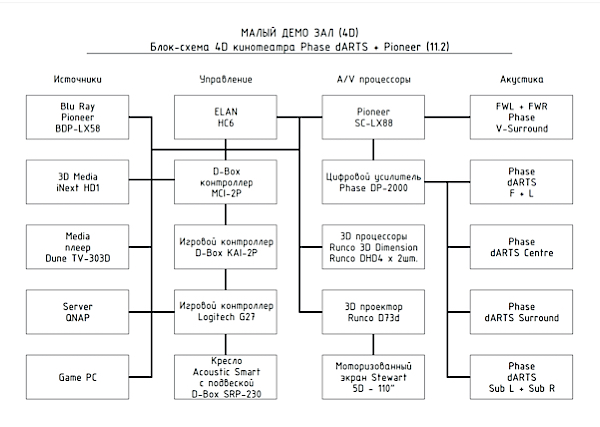 МАЛЫЙ ДЕМО ЗАЛ (4D)
Блок-схема 4D кинотеатра Phase dARTS + Pioneer (11.2)
Источники
Управление
A/V процессоры
Акустика
Blu Ray
Pioneer
BDP-LX58
ELAN
HC6
Pioneer
SC-LX88
FWL + FWR
Phase
V-Surround
3D Media
iNext HD1
D-Box
контроллер
MCI-2P
Цифровой усилитель
Phase DP-2000
Phase
dARTS
F + L
Media
плеер
Dune TV-303D
Игровой контроллер
D-Box KAI-2P
3D процессоры
Runco 3D Dimension
Runco DHD4 x 2шт.
Phase
dARTS Centre
Server
QNAP
Игровой контроллер
Logitech G27
3D проектор
Runco D73d
Phase
dARTS Surround
Game PC
Кресло
Acoustic Smart
с подвеской
D-Box SRP-230
Моторизованный
экран Stewart
5D - 110"
Phase
dARTS
Sub L + Sub R